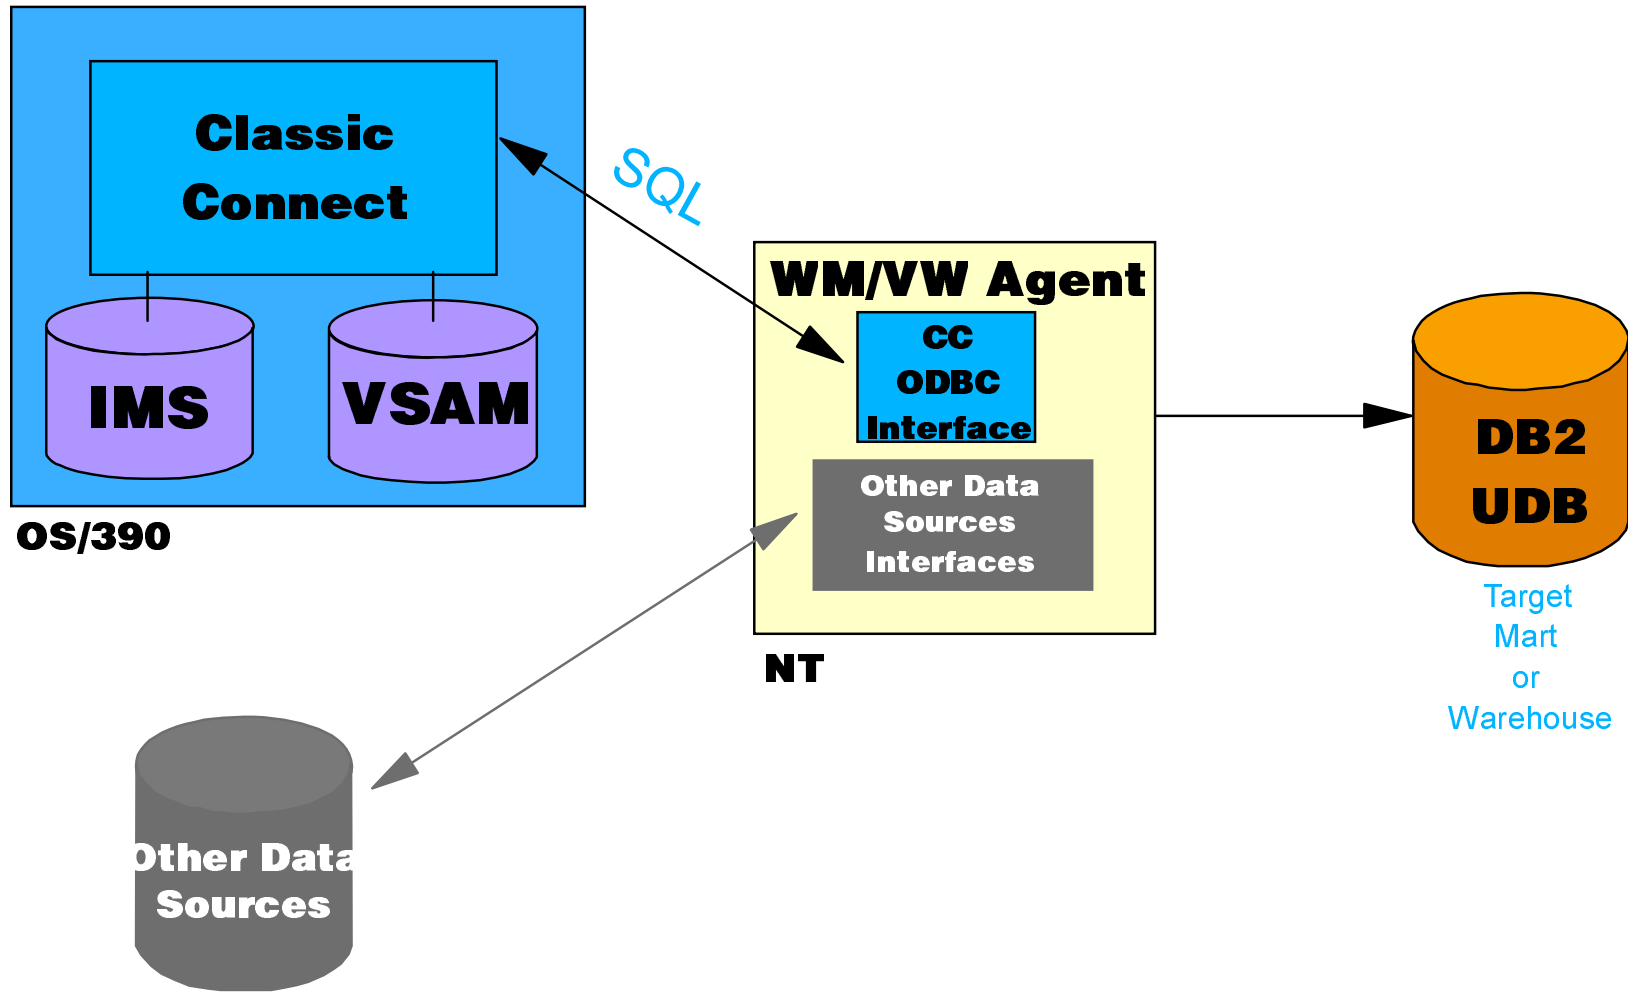 Classic
Connect
IMS
VSAM
OS/390
SQL
WM/VW Agent
CC
ODBC
Interface
Other Data
Sources
Interfaces
NT
DB2
UDB
Target
Mart
or
Warehouse
Other Data
Sources